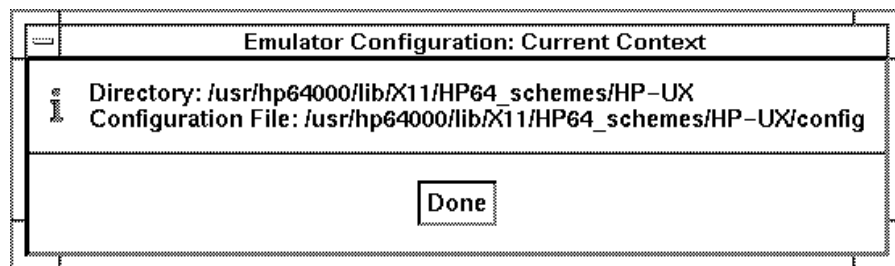 Emulator Configuration: Current Context
Directory: /usr/hp64000/lib/X11/HP64_schemes/HP-UX
Configuration File: /usr/hp64000/lib/X11/HP64_schemes/HP-UX/config
Done